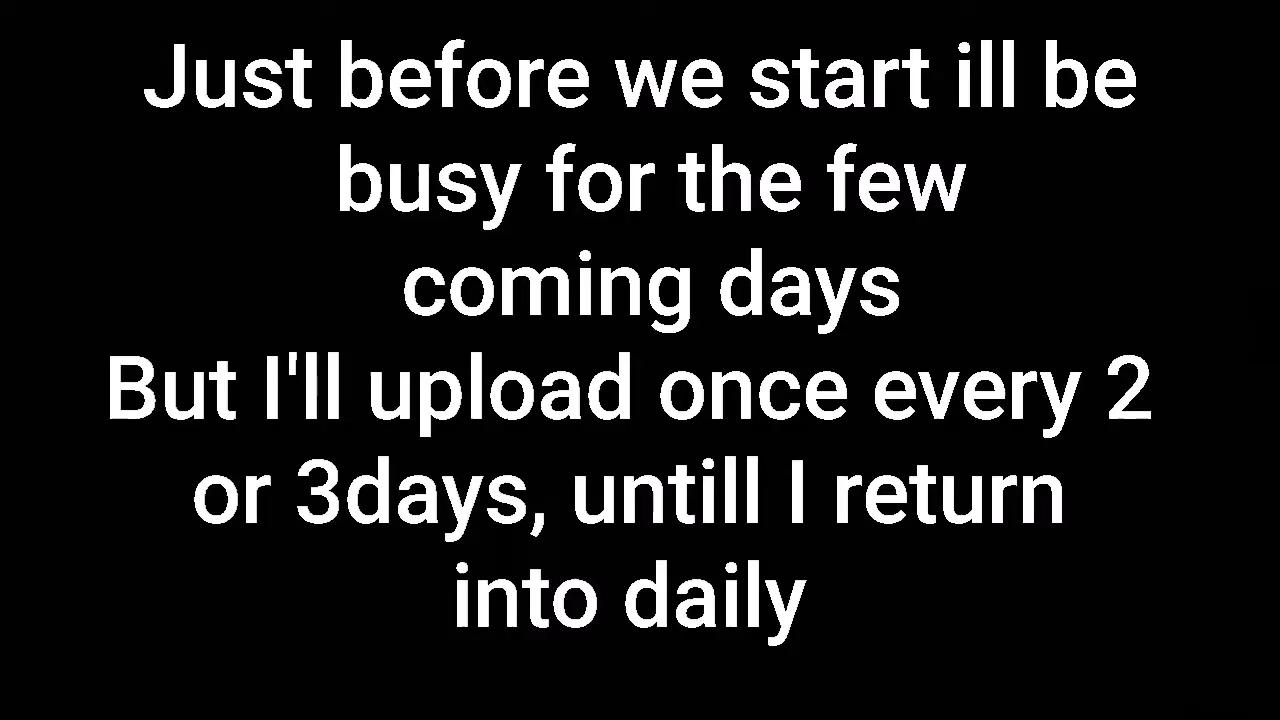 Just before we start ill be
busy for the few
coming days
But I'll upload once every 2
or 3days, untill I return
into daily